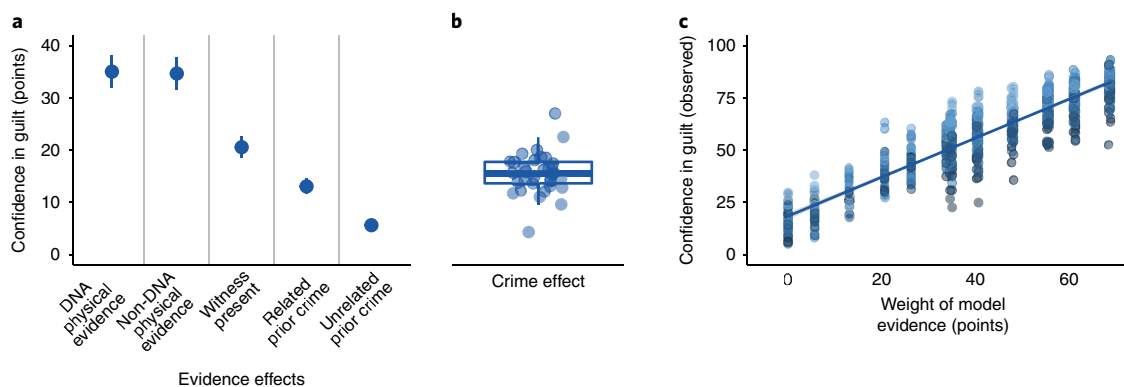 a
Confidence in guilt (points)
40
30
20
10
0
DNA
physical
evidence
Non-DNA
physical
evidence
Witness
present
Related
prior crime
Unrelated
prior crime
Evidence effects
b
Crime effect
c
Confidence in guilt (observed)
100
75
50
25
0
0
20
40
60
Weight of model
evidence (points)